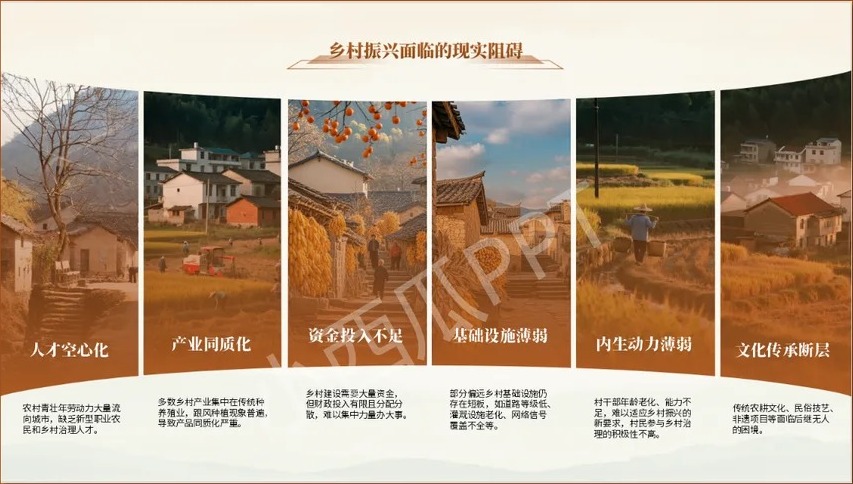 乡村振兴面临的现实阻碍
人才空心化
产业同质化
资金投入不足
基础设施薄弱
内生动力薄弱
文化传承断层
农村青壮年劳动力大量流
向城市，缺乏新型职业农
民和乡村治理人才。
多数乡村产业集中在传统种
养殖业，跟风种植现象普遍，
导致产品同质化严重。
乡村建设需要大量资金，
但财政投入有限且分配分
散，难以集中力量办大事。
部分偏远乡村基础设施仍
存在短板，如道路等级低、
灌溉设施老化、网络信号
覆盖不全等。
村干部年龄老化、能力不
足，难以适应乡村振兴的
新要求，村民参与乡村治
理的积极性不高。
传统农耕文化、民俗技艺、
非遗项目等面临后继无人
的困境。
小西瓜PPT